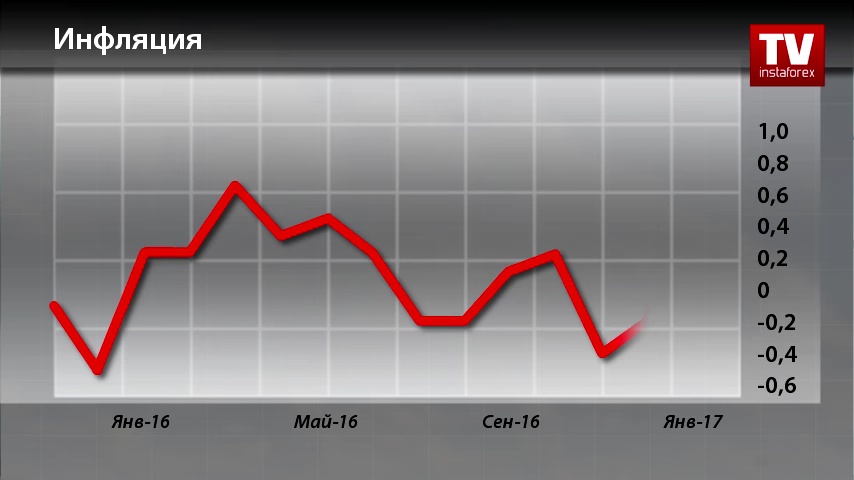 Инфляция
TV
instaforex
1,0
0,8
0,6
0,4
0,2
0
-0,2
-0,4
-0,6
Янв-16
Май-16
Сен-16
Янв-17